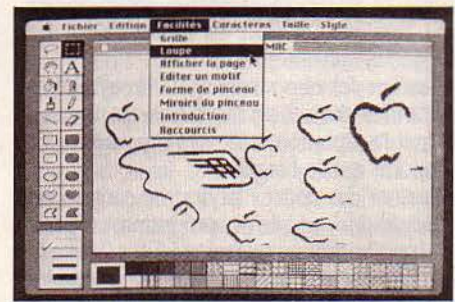 Fichier Edition Facilités Caractères Taille Style
Grille
Loupe
Afficher la page
Editer un motif
Forme de pinceau
Miroirs du pinceau
Introduction
Raccourcis
MAC
A